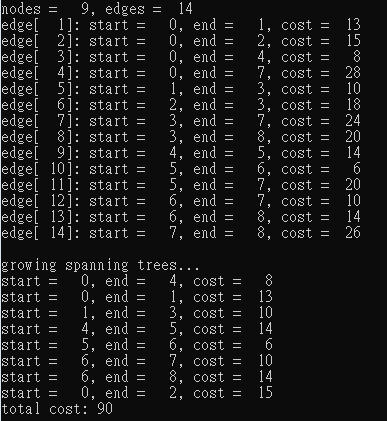 nodes =   9, edges =  14
edge[  1]: start =   0, end =   1, cost =  13
edge[  2]: start =   0, end =   2, cost =  15
edge[  3]: start =   0, end =   4, cost =   8
edge[  4]: start =   0, end =   7, cost =  28
edge[  5]: start =   1, end =   3, cost =  10
edge[  6]: start =   2, end =   3, cost =  18
edge[  7]: start =   3, end =   7, cost =  24
edge[  8]: start =   3, end =   8, cost =  20
edge[  9]: start =   4, end =   5, cost =  14
edge[ 10]: start =   5, end =   6, cost =   6
edge[ 11]: start =   5, end =   7, cost =  20
edge[ 12]: start =   6, end =   7, cost =  10
edge[ 13]: start =   6, end =   8, cost =  14
edge[ 14]: start =   7, end =   8, cost =  26

growing spanning trees...
start =   0, end =   4, cost =   8
start =   0, end =   1, cost =  13
start =   1, end =   3, cost =  10
start =   4, end =   5, cost =  14
start =   5, end =   6, cost =   6
start =   6, end =   7, cost =  10
start =   6, end =   8, cost =  14
start =   0, end =   2, cost =  15
total cost: 90